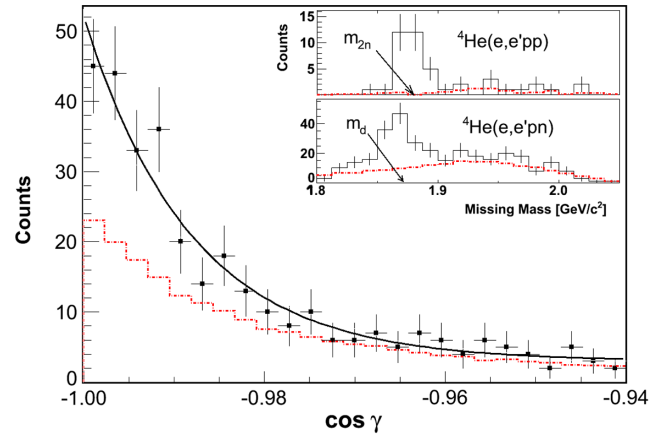 50
40
30
20
10
0
Counts
-1.00
-0.98
-0.96
-0.94
cos γ
15
10
5
Counts
m2n
⁴He(e,e'pp)
40
20
0
md
⁴He(e,e'pn)
1.8
1.9
2.0
Missing Mass [GeV/c²]